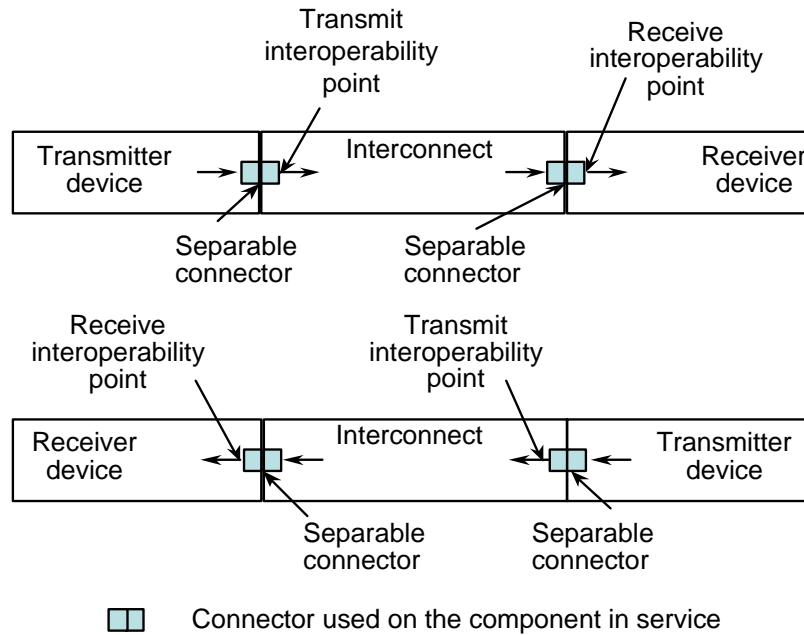 Transmit
interoperability
point
Receive
interoperability
point
Transmitter
device
Interconnect
Receiver
device
Separable
connector
Separable
connector
Receive
interoperability
point
Transmit
interoperability
point
Receiver
device
Interconnect
Transmitter
device
Separable
connector
Separable
connector
Connector used on the component in service